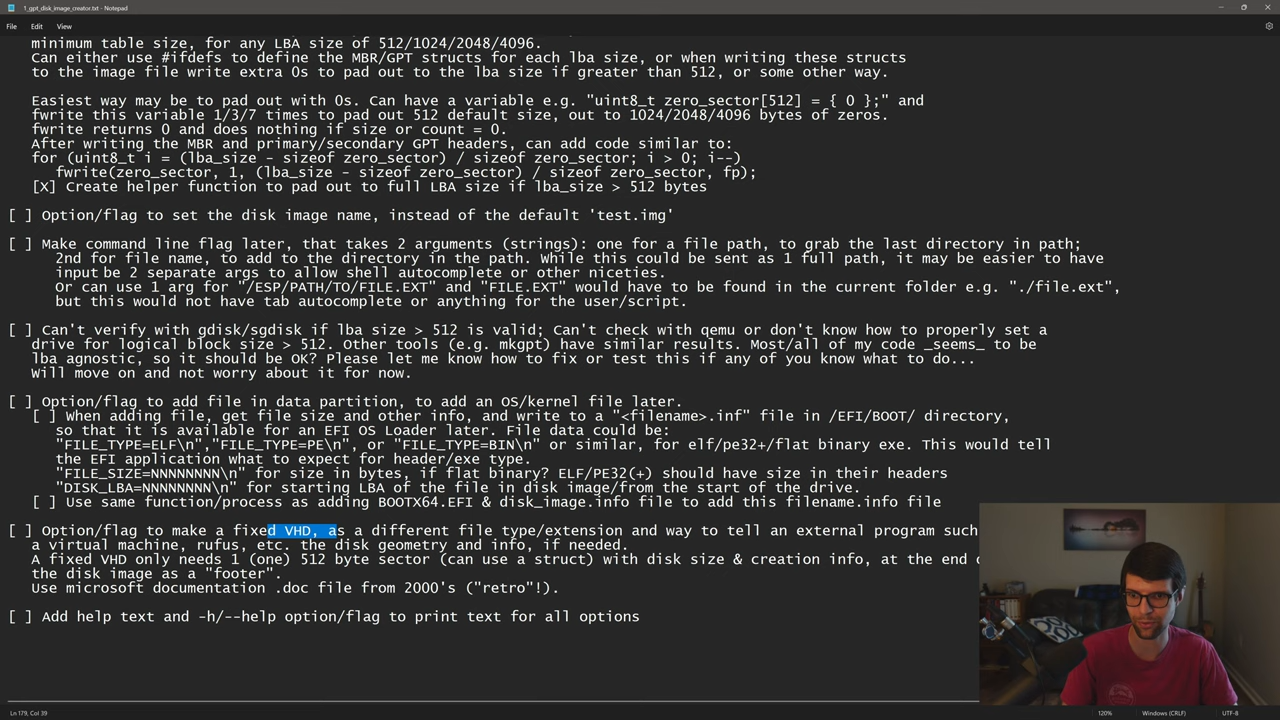 1_gpt_disk_image_creator.txt - Notepad
File Edit View
minimum table size, for any LBA size of 512/1024/2048/4096.
Can either use #ifdefs to define the MBR/GPT structs for each lba size, or when writing these structs
to the image file write extra 0s to pad out to the lba size if greater than 512, or some other way.
Easiest way may be to pad out with 0s. Can have a variable e.g. "uint8_t zero_sector[512] = { 0 };" and
fwrite this variable 1/3/7 times to pad out 512 default size, out to 1024/2048/4096 bytes of zeros.
fwrite returns 0 and does nothing if size or count = 0.
After writing the MBR and primary/secondary GPT headers, can add code similar to:
for (uint8_t i = (lba_size - sizeof zero_sector) / sizeof zero_sector; i > 0; i--)
fwrite(zero_sector, 1, (lba_size - sizeof zero_sector) / sizeof zero_sector, fp);
[X] Create helper function to pad out to full LBA size if lba_size > 512 bytes
[ ] Option/flag to set the disk image name, instead of the default 'test.img'
[ ] Make command line flag later, that takes 2 arguments (strings): one for a file path, to grab the last directory in path;
2nd for file name, to add to the directory in the path. While this could be sent as 1 full path, it may be easier to have
input be 2 separate args to allow shell autocomplete or other niceties.
Or can use 1 arg for "/ESP/PATH/TO/FILE.EXT" and "FILE.EXT" would have to be found in the current folder e.g. "./file.ext",
but this would not have tab autocomplete or anything for the user/script.
[ ] Can't verify with gdisk/sgdisk if lba size > 512 is valid; Can't check with qemu or don't know how to properly set a
drive for logical block size > 512. Other tools (e.g. mkgpt) have similar results. Most/all of my code _seems_ to be
lba agnostic, so it should be OK? Please let me know how to fix or test this if any of you know what to do...
Will move on and not worry about it for now.
[ ] Option/flag to add file in data partition, to add an OS/kernel file later.
[ ] When adding file, get file size and other info, and write to a "<filename>.inf" file in /EFI/BOOT/ directory,
so that it is available for an EFI OS Loader later. File data could be:
"FILE_TYPE=ELF\n","FILE_TYPE=PE\n", or "FILE_TYPE=BIN\n" or similar, for elf/pe32+/flat binary exe. This would tell
the EFI application what to expect for header/exe type.
"FILE_SIZE=NNNNNNNN\n" for size in bytes, if flat binary? ELF/PE32(+) should have size in their headers
"DISK_LBA=NNNNNNNN\n" for starting LBA of the file in disk image/from the start of the drive.
[ ] Use same function/process as adding BOOTX64.EFI & disk_image.info file to add this filename.info file
[ ] Option/flag to make a fixed VHD, as a different file type/extension and way to tell an external program such
a virtual machine, rufus, etc. the disk geometry and info, if needed.
A fixed VHD only needs 1 (one) 512 byte sector (can use a struct) with disk size & creation info, at the end
the disk image as a "footer".
Use microsoft documentation .doc file from 2000's ("retro"!).
[ ] Add help text and -h/--help option/flag to print text for all options
Ln 179, Col 39 120% Windows (CRLF) UTF-8